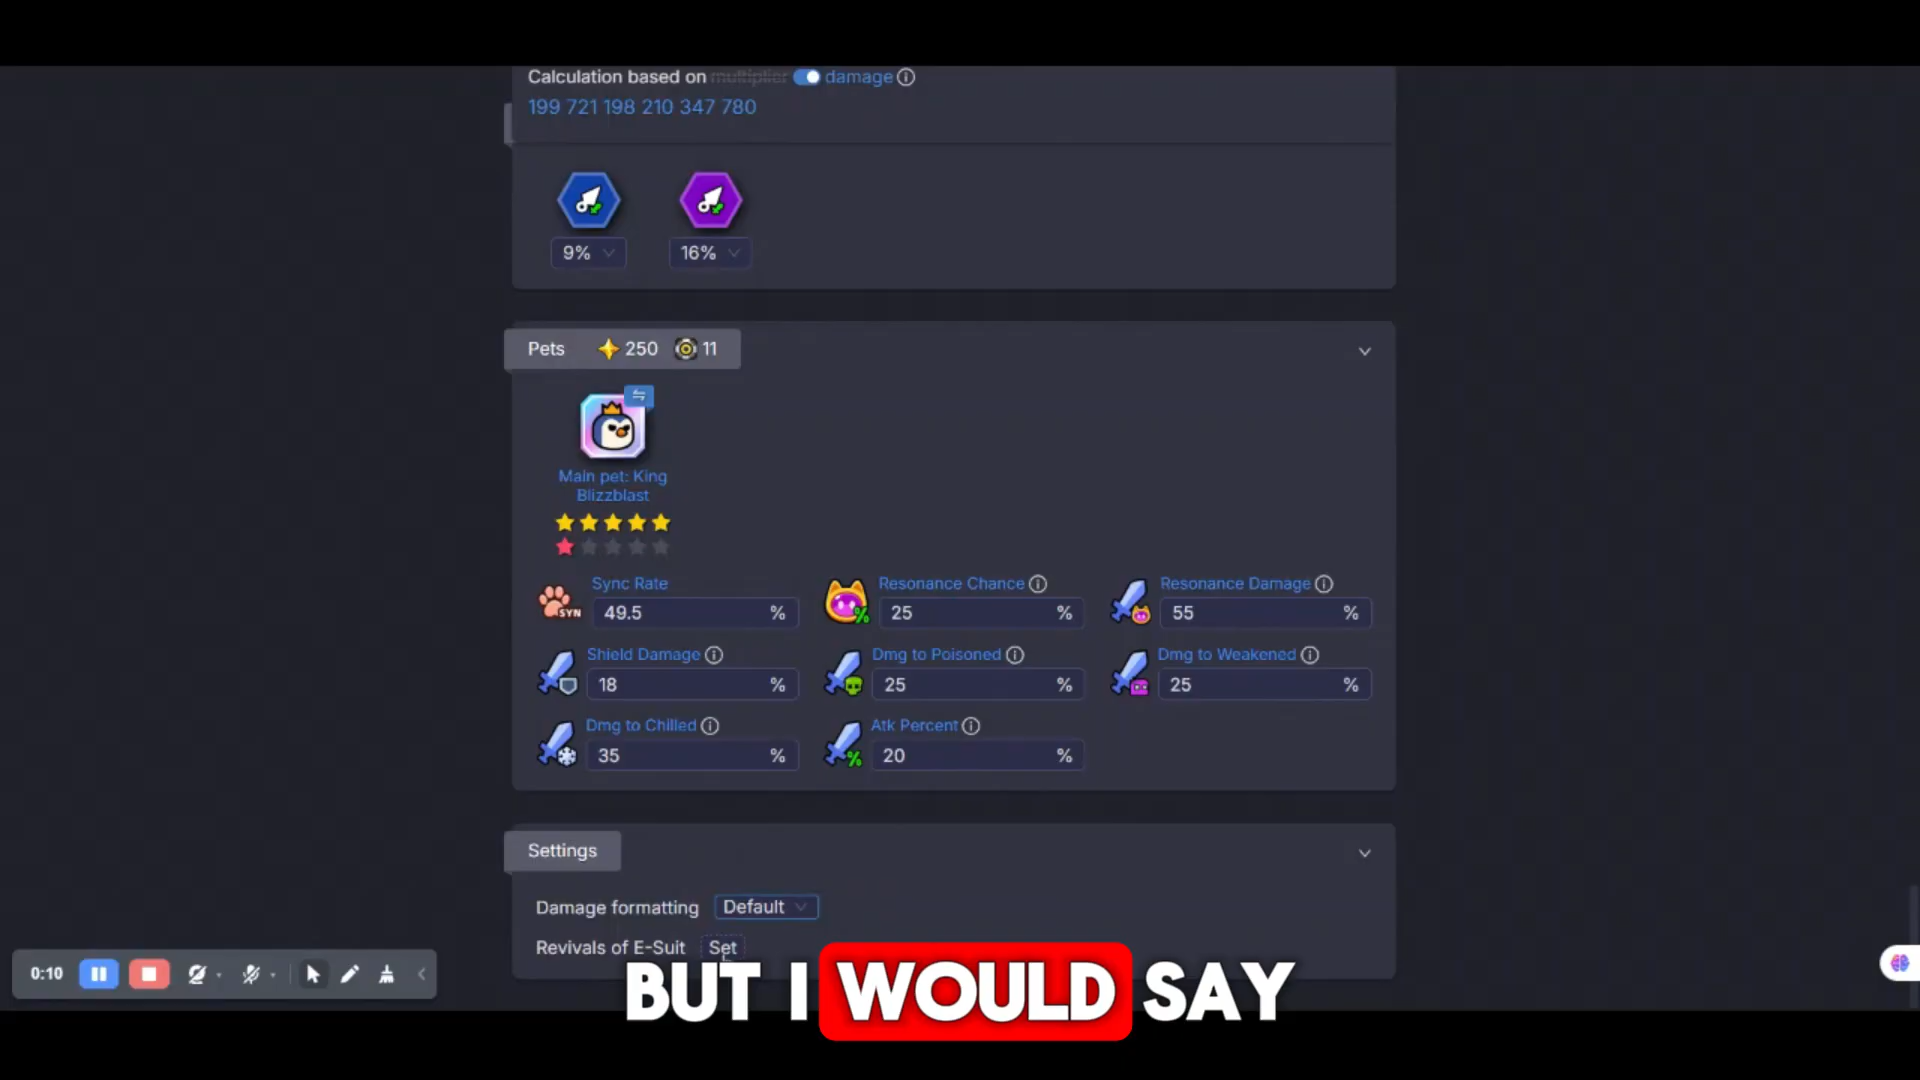 Calculation based on multiplier damage
199 721 198 210 347 780
9% 16%
Pets 250 11
Main pet: King
Blizzblast
Sync Rate Resonance Chance Resonance Damage
SYN 49.5 % % 25 % 55 %
Shield Damage Dmg to Poisoned Dmg to Weakened
18 % 25 % 25 %
Dmg to Chilled Atk Percent
35 % % 20 %
Settings
Damage formatting Default
Revivals of E-Suit Set
0:10
BUT I WOULD SAY